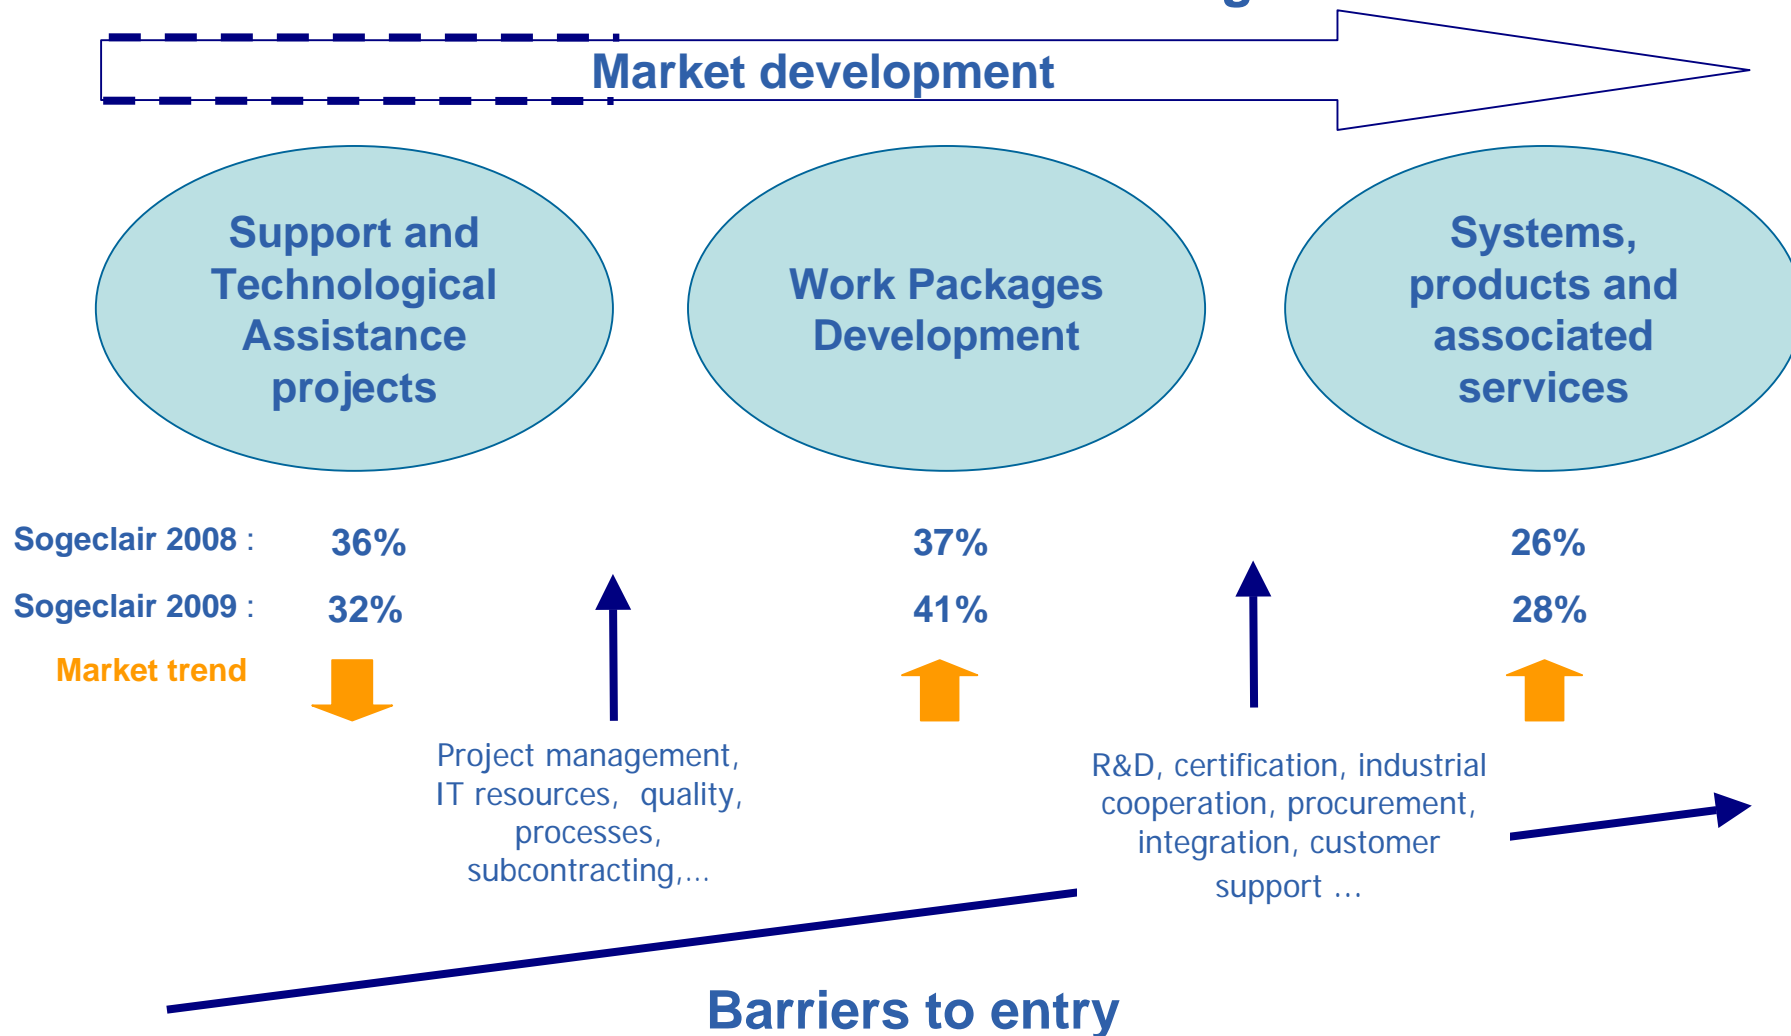 Market development
Support and
Technological
Assistance
projects
Work Packages
Development
Systems,
products and
associated
services
Sogeclair 2008 : 36% 37% 26%
Sogeclair 2009 : 32% 41% 28%
Market trend
Project management,
IT resources, quality,
processes,
subcontracting,...
R&D, certification, industrial
cooperation, procurement,
integration, customer
support ...
Barriers to entry